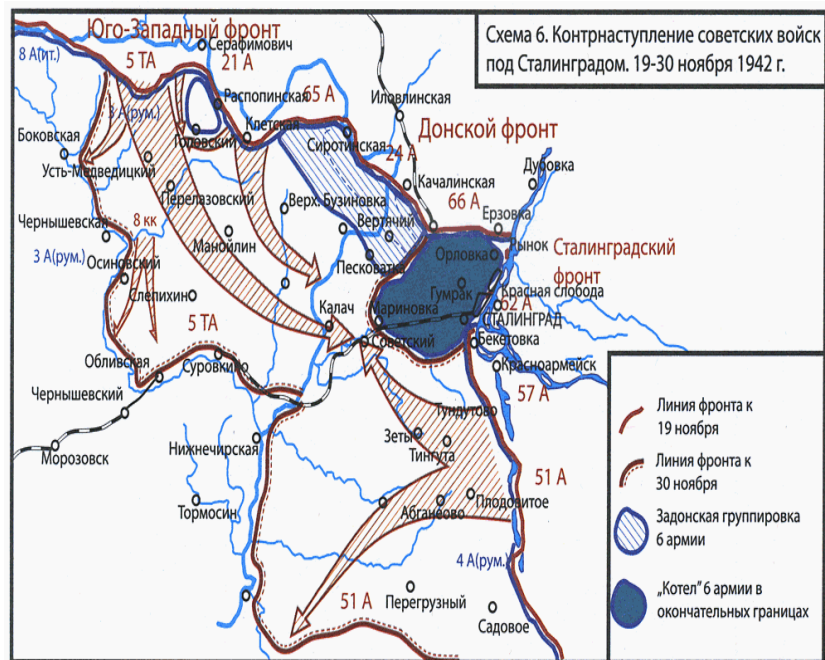 Юго-Западный фронт
Схема 6. Контрнаступление советских войск
под Сталинградом. 19-30 ноября 1942 г.
Серафимович
8 А(ит.)
5 ТА
21 А
Распопинская
65 А
Иловлинская
3 А(рум.)
Клетская
Донской фронт
Боковская
Головский
Сиротинская
24 А
Дубовка
Усть-Медведицкий
Качалинская
Перелазовский
66 А
Верх. Бузиновка
Ерзовка
Чернышевская
8 кк
Вертячий
Рынок
Манойлин
Сталинградский
фронт
3 А(рум.)
Осиновский
Песковатка
Орловка
Слепихин
Гумрак
Красная слобода
62 А
Калач
Мариновка
СТАЛИНГРАД
5 ТА
Советский
Бекетовка
Обливская
Суровкино
Красноармейск
Чернышевский
57 А
Тундутово
Линия фронта к
19 ноября
Нижнечирская
Зеты
Тингута
Морозовск
51 А
Линия фронта к
30 ноября
Тормосин
Абганеово
Плодовитое
Задонская группировка
6 армии
4 А(рум.)
51 А
Перегрузный
„Котел” 6 армии в
окончательных границах
Садовое